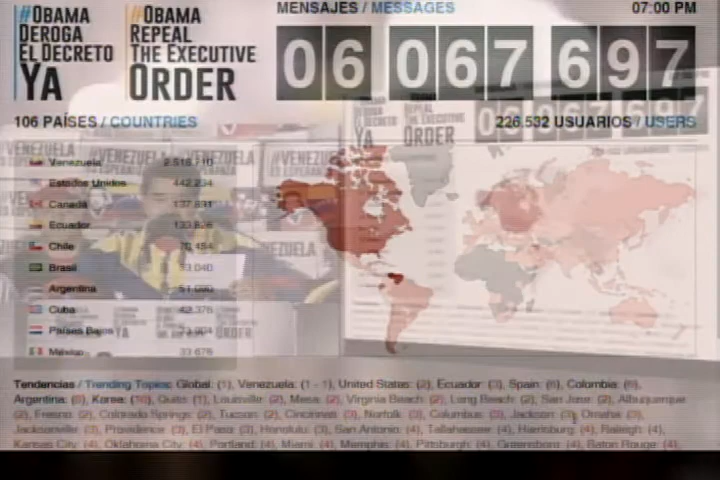 #OBAMA
DEROGA
EL DECRETO
YA
#OBAMA
REPEAL
THE EXECUTIVE
ORDER
MENSAJES / MESSAGES
07:00 PM
06 067 697
106 PAÍSES / COUNTRIES
226.532 USUARIOS / USERS
Venezuela
Estados Unidos 442.234
Canadá 137.891
Ecuador
Chile
Brasil
Argentina
Cuba
Países Bajos
México
Tendencias / Trending Topics: Global: (1), Venezuela: (1 - 1), United States: (2), Ecuador: (3), Spain: (6), Colombia:
Argentina: Korea: (10), Quito: (1), Louisville: (2), Mesa: (2), Virginia Beach: (2), Long Beach: (2), San Jose: (2), Albuquerque
(2), Fresno: (2), Colorado Springs: (2), Tucson: (2), Cincinnati: (3), Norfolk: (3), Columbus: (3), Jackson: (3), Omaha: (3),
Jacksonville: (3), Providence: (3), El Paso: (3), Honolulu: (3), San Antonio: (4), Tallahassee: (4), Harrisburg: (4), Raleigh: (4),
Kansas City: (4), Oklahoma City: (4), Portland: (4), Miami: (4), Memphis: (4), Pittsburgh: (4), Greensboro: (4), Baton Rouge: (4),